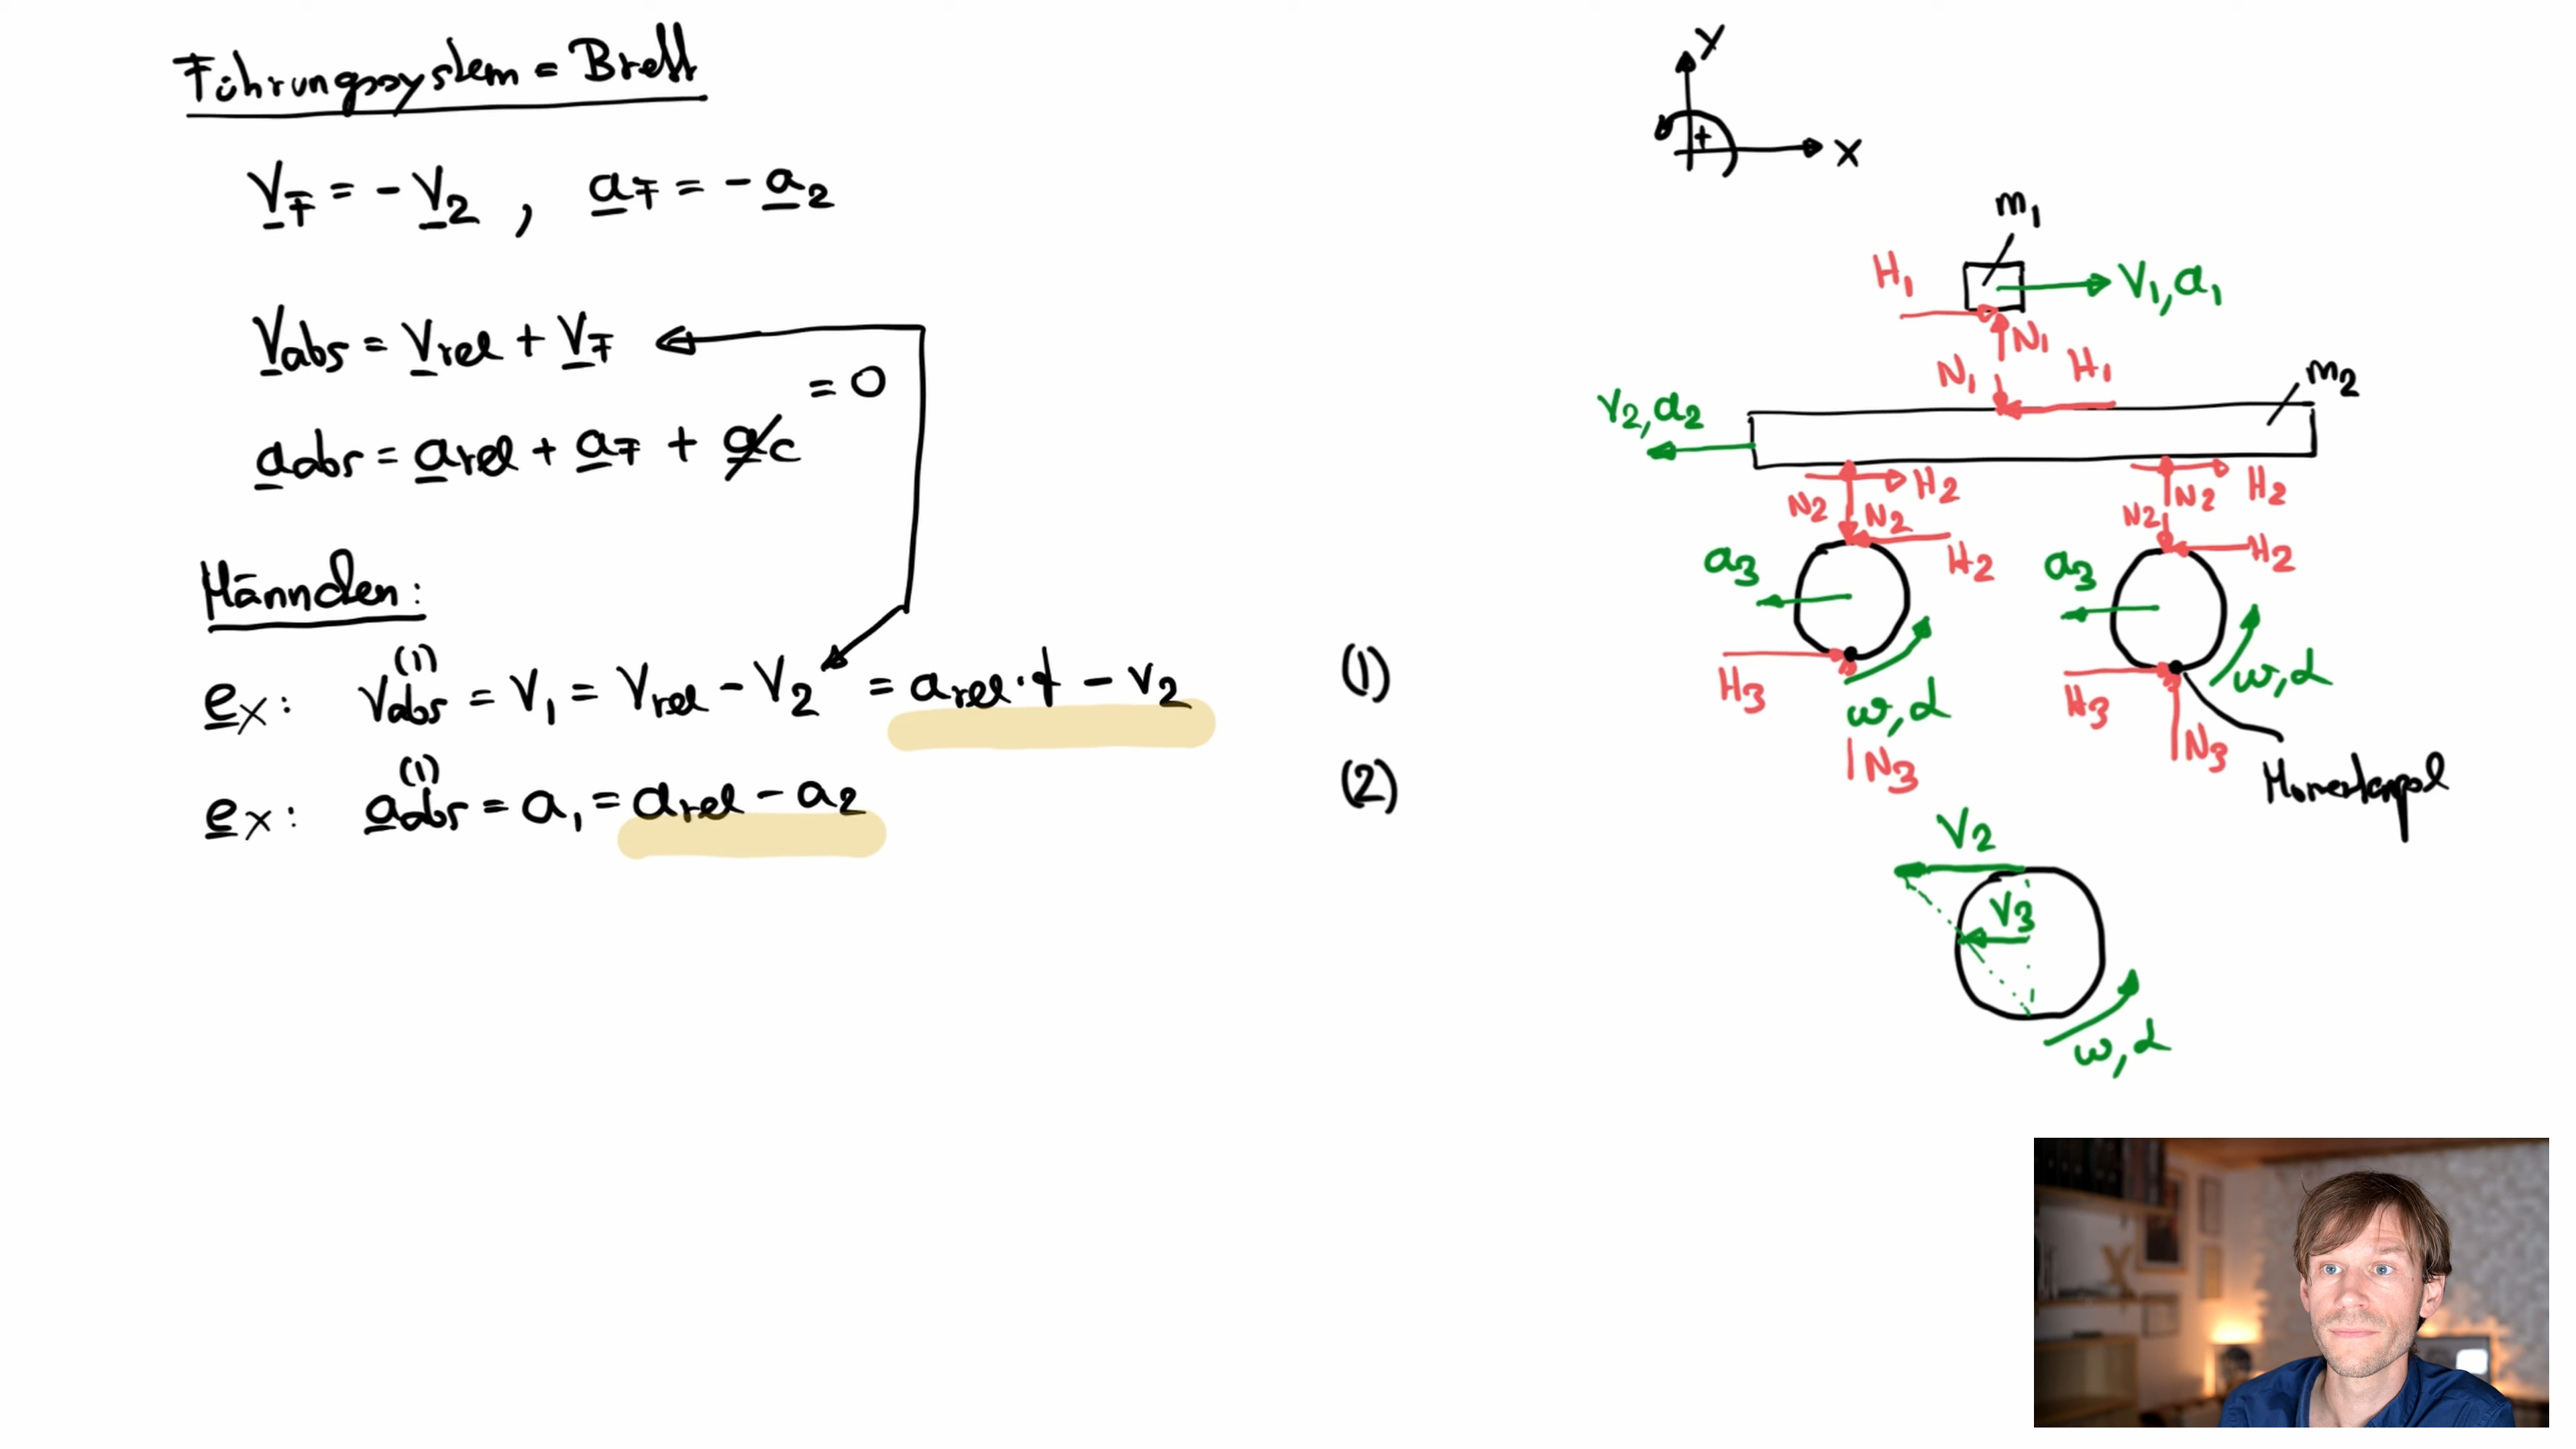 Führungssystem = Brett
v_F = - v_2 , a_F = - a_2
v_abs = v_rel + v_F
= 0
a_abs = a_rel + a_F + a_c
Männchen:
e_x: v_abs^(1) = v_1 = v_rel - v_2 = a_rel · t - v_2 (1)
e_x: a_abs^(1) = a_1 = a_rel - a_2 (2)
y
+
x
m_1
H_1
v_1, a_1
N_1
N_1 H_1
m_2
v_2, a_2
H_2 H_2
N_2 N_2
N_2 N_2
H_2 H_2
a_3 a_3
H_3 H_3
ω, α ω, α
N_3 N_3
Momentanpol
v_2
v_3
ω, α